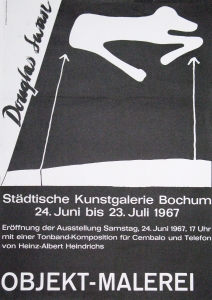 Douglas Swan
Städtische Kunstgalerie Bochum
24. Juni bis 23. Juli 1967
Eröffnung der Ausstellung Samstag, 24. Juni 1967, 17 Uhr
mit einer Tonband-Komposition für Cembalo und Telefon
von Heinz-Albert Heindrichs
OBJEKT-MALEREI